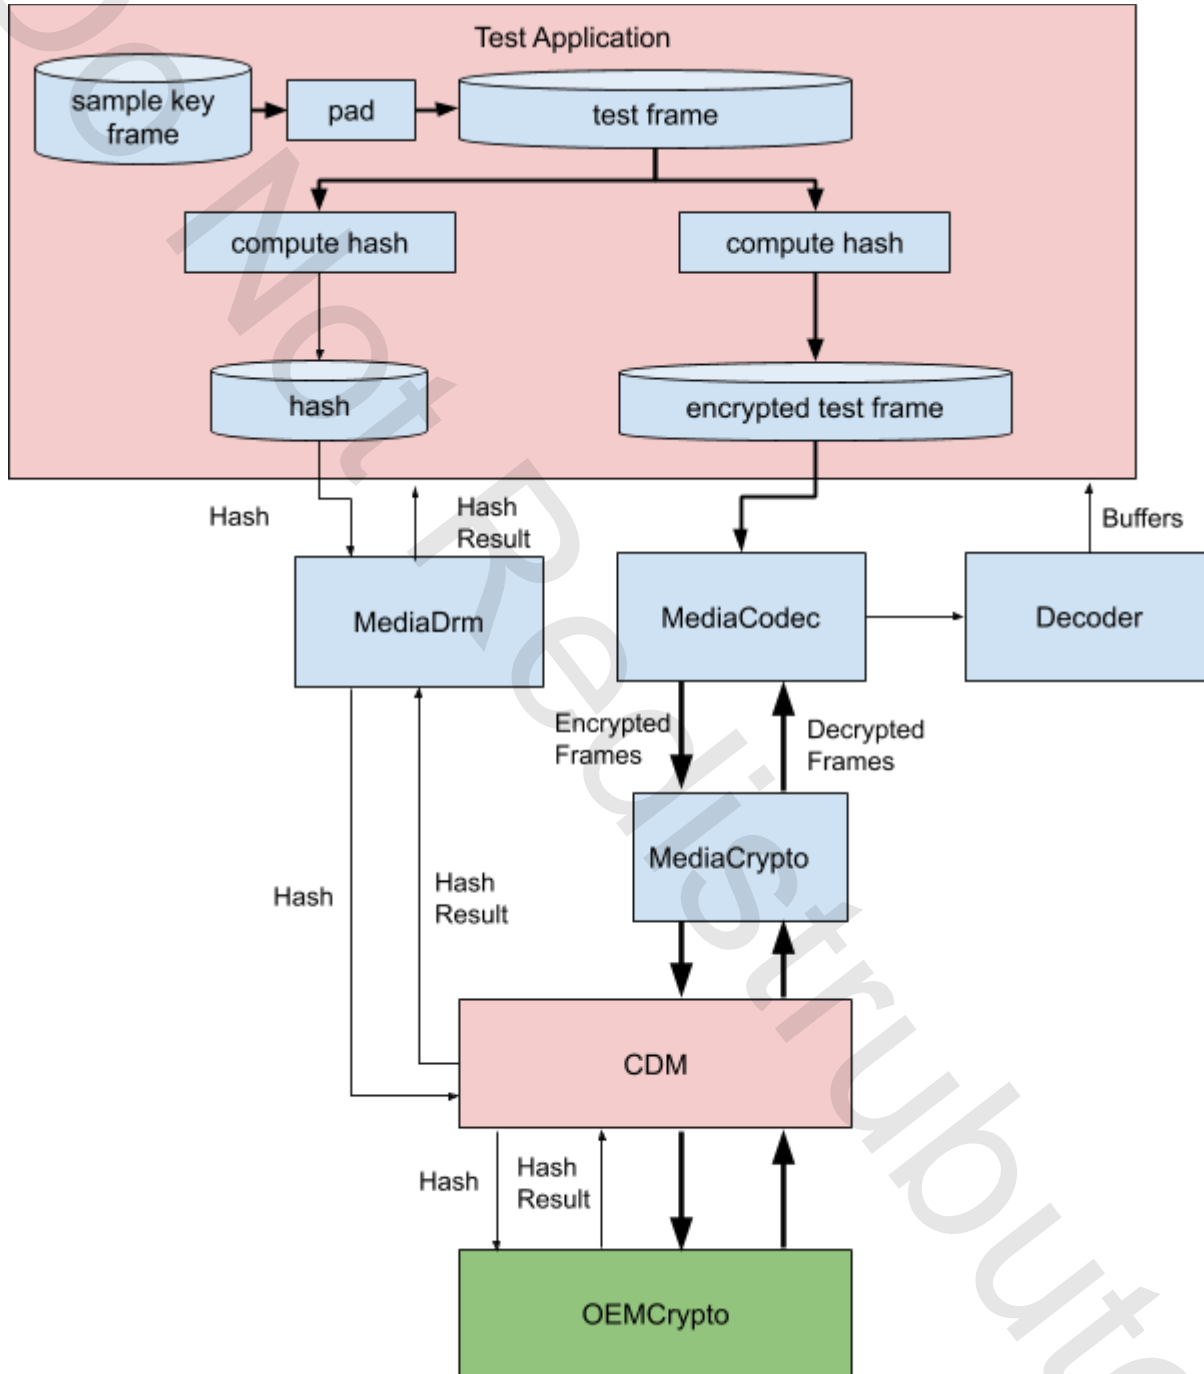 Test Application
sample key
frame
pad
test frame
compute hash
compute hash
hash
encrypted test frame
Hash
Hash
Result
Buffers
MediaDrm
MediaCodec
Decoder
Encrypted
Frames
Decrypted
Frames
MediaCrypto
Hash
Hash
Result
CDM
Hash
Hash
Result
OEMCrypto
Do Not Redistribute